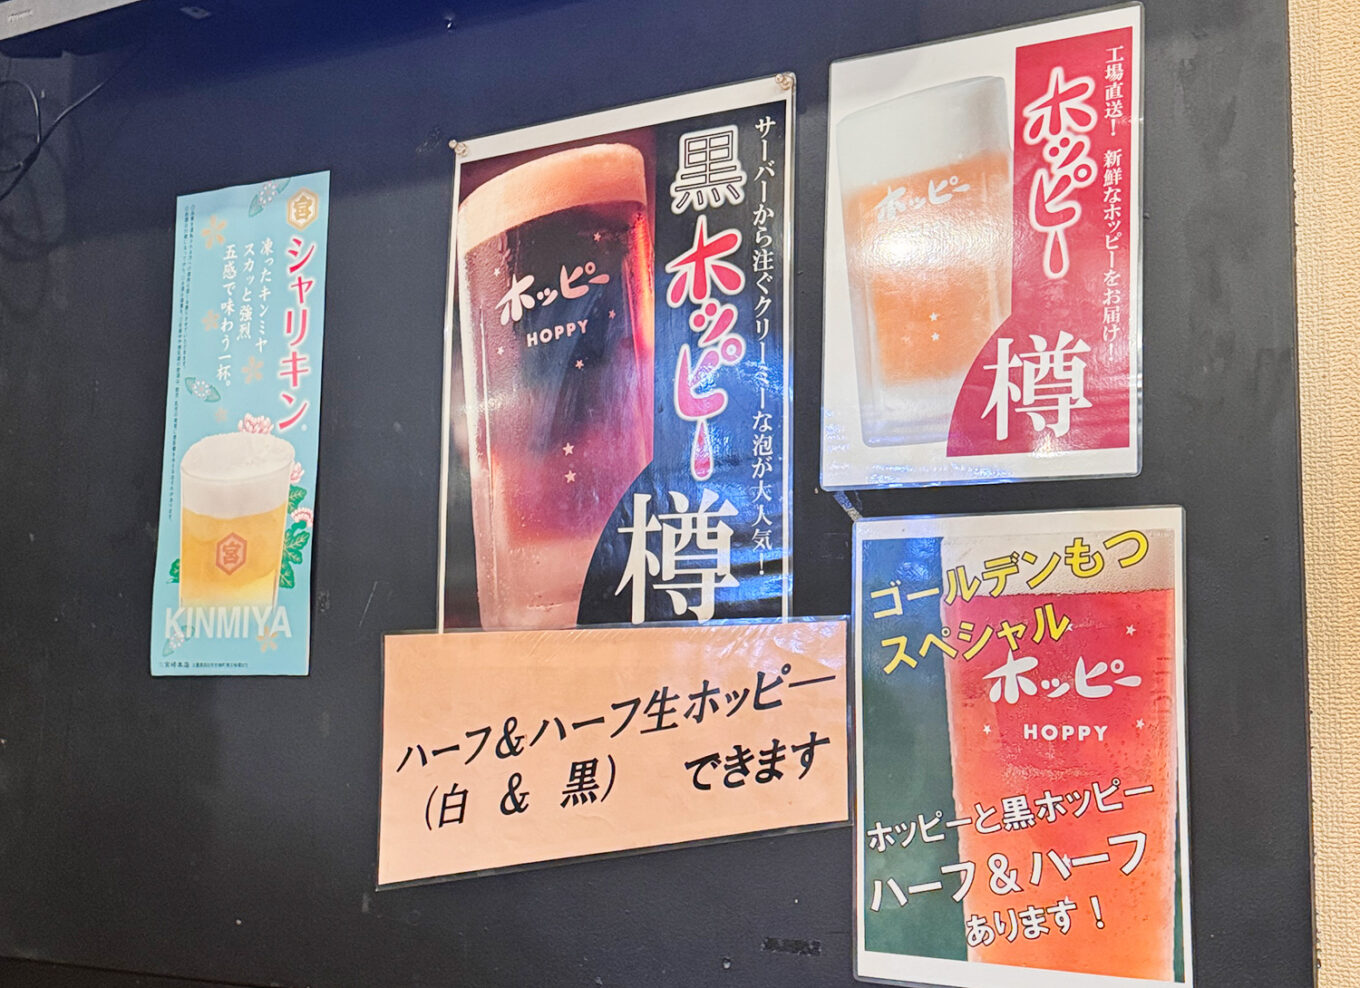 宮
シャリキン
凍ったキンミヤ
スカッと強烈
五感で味わう一杯。
宮
KINMIYA
宮崎本店
サーバーから注ぐクリーミーな泡が大人気！
黒ホッピー
樽
ホッピー
HOPPY
工場直送！ 新鮮なホッピーをお届け！
ホッピー
樽
ホッピー
ハーフ&ハーフ生ホッピー
(白 & 黒) できます
ゴールデンもつ
スペシャル
ホッピー
HOPPY
ホッピーと黒ホッピー
ハーフ&ハーフ
あります！